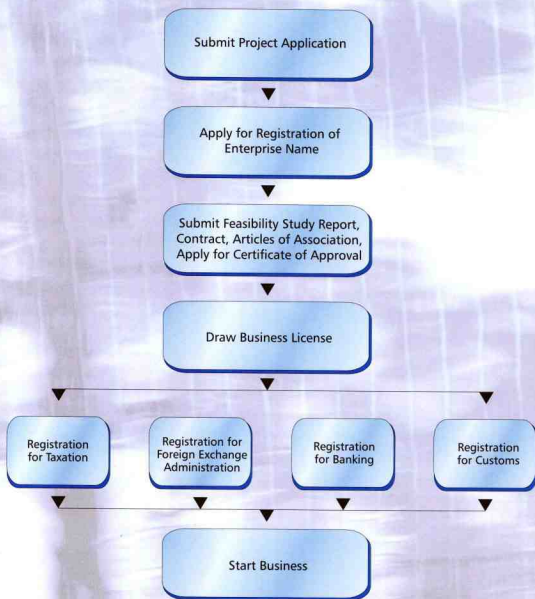 Submit Project Application
Apply for Registration of
Enterprise Name
Submit Feasibility Study Report,
Contract, Articles of Association,
Apply for Certificate of Approval
Draw Business License
Registration
for Taxation
Registration for
Foreign Exchange
Administration
Registration
for Banking
Registration
for Customs
Start Business